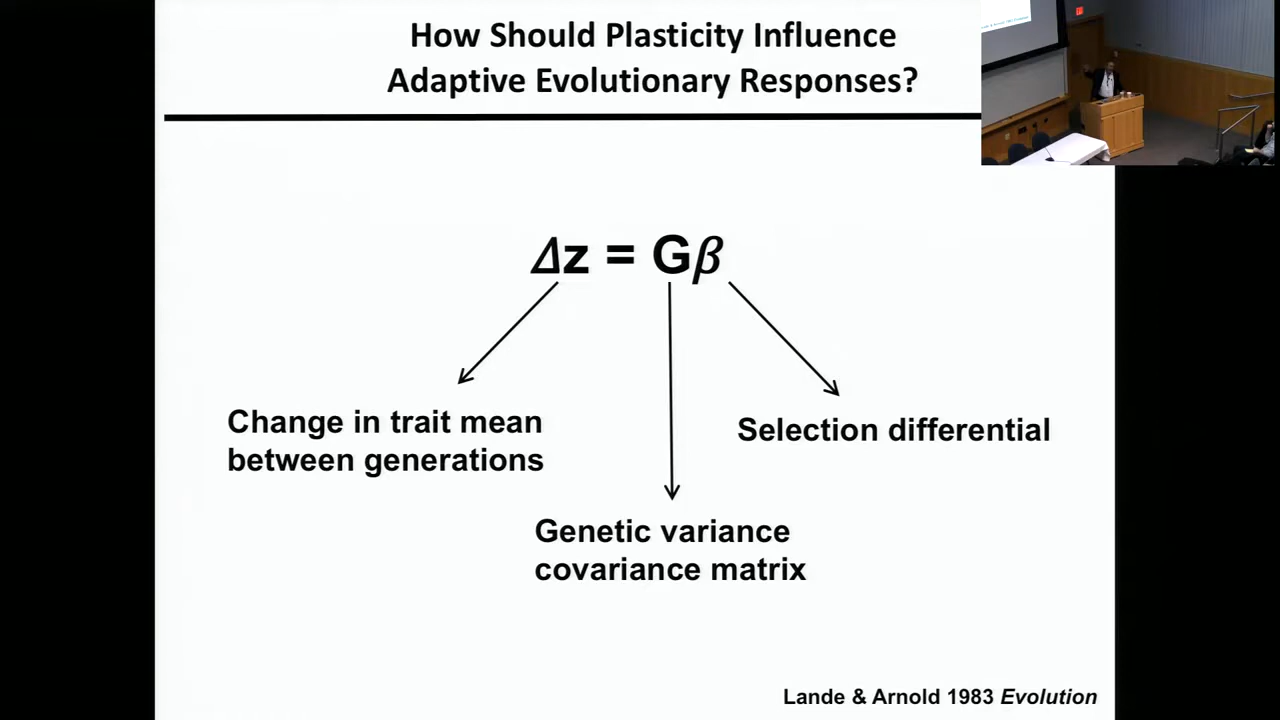 How Should Plasticity Influence
Adaptive Evolutionary Responses?
Δz = Gβ
Change in trait mean
between generations
Selection differential
Genetic variance
covariance matrix
Lande & Arnold 1983 Evolution